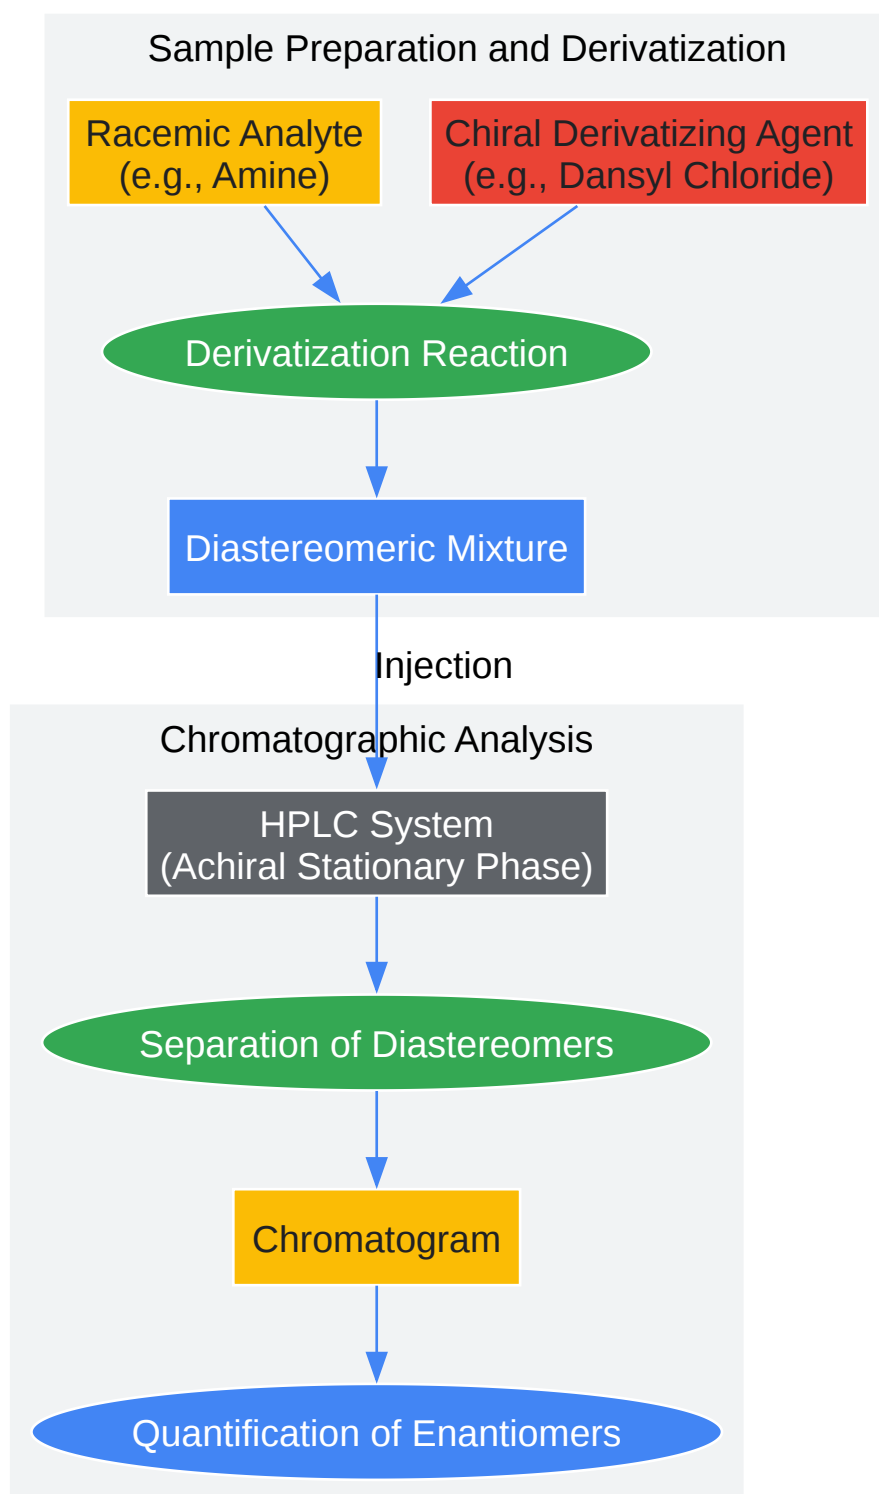 Sample Preparation and Derivatization
Racemic Analyte
(e.g., Amine)
Chiral Derivatizing Agent
(e.g., Dansyl Chloride)
Derivatization Reaction
Diastereomeric Mixture
Injection
Chromatographic Analysis
HPLC System
(Achiral Stationary Phase)
Separation of Diastereomers
Chromatogram
Quantification of Enantiomers